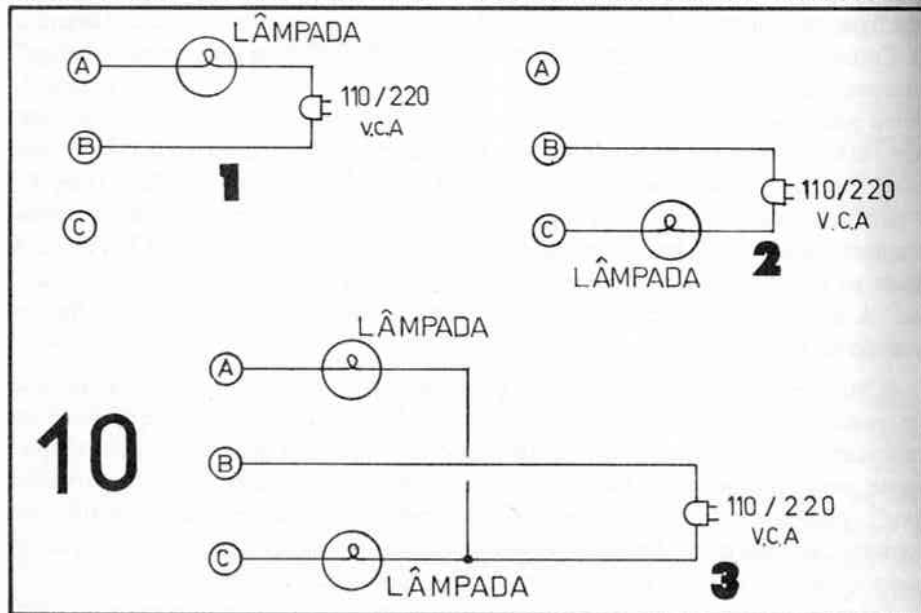 LÂMPADA
A
110/220
V.C.A
B
1
C
A
B
110/220
V.C.A
C
2
LÂMPADA
LÂMPADA
A
10
B
110/220
V.C.A
C
3
LÂMPADA